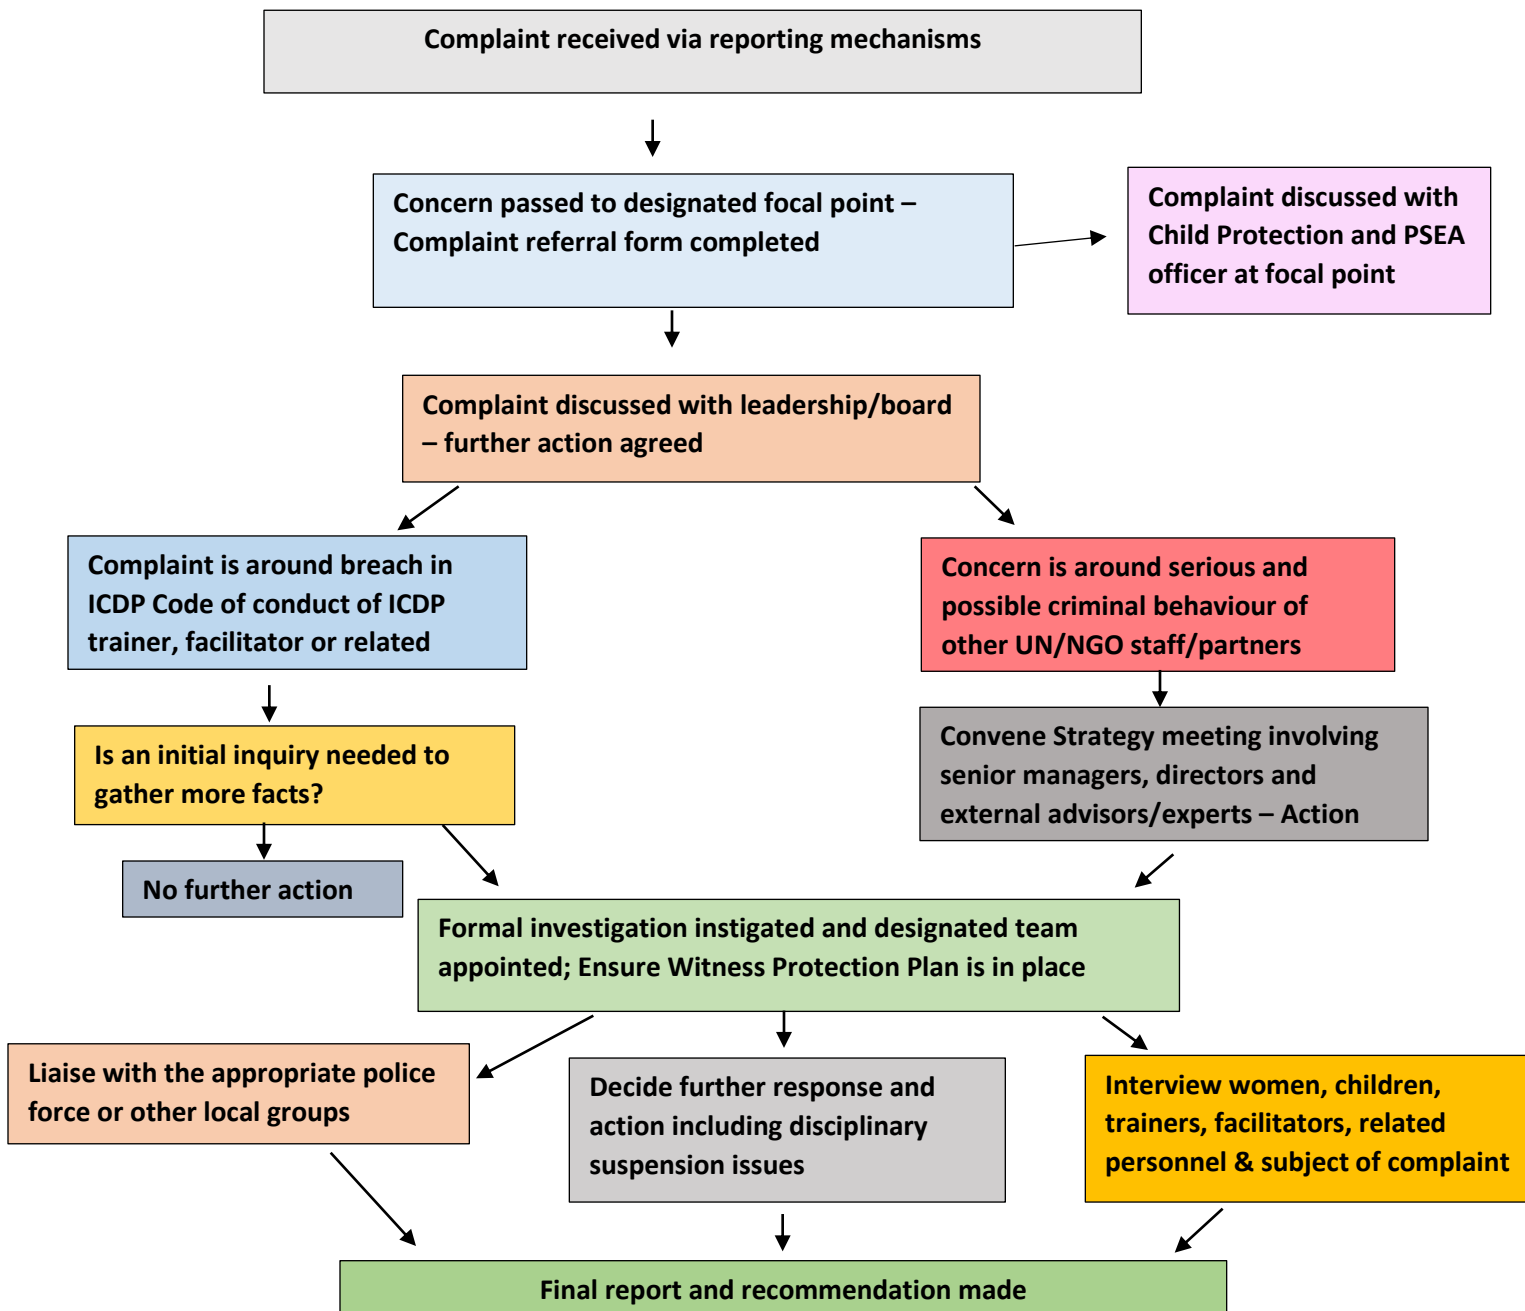 Complaint received via reporting mechanisms
Concern passed to designated focal point –
Complaint referral form completed
Complaint discussed with
Child Protection and PSEA
officer at focal point
Complaint discussed with leadership/board
– further action agreed
Complaint is around breach in
ICDP Code of conduct of ICDP
trainer, facilitator or related
Concern is around serious and
possible criminal behaviour of
other UN/NGO staff/partners
Is an initial inquiry needed to
gather more facts?
Convene Strategy meeting involving
senior managers, directors and
external advisors/experts – Action
No further action
Formal investigation instigated and designated team
appointed; Ensure Witness Protection Plan is in place
Liaise with the appropriate police
force or other local groups
Decide further response and
action including disciplinary
suspension issues
Interview women, children,
trainers, facilitators, related
personnel & subject of complaint
Final report and recommendation made